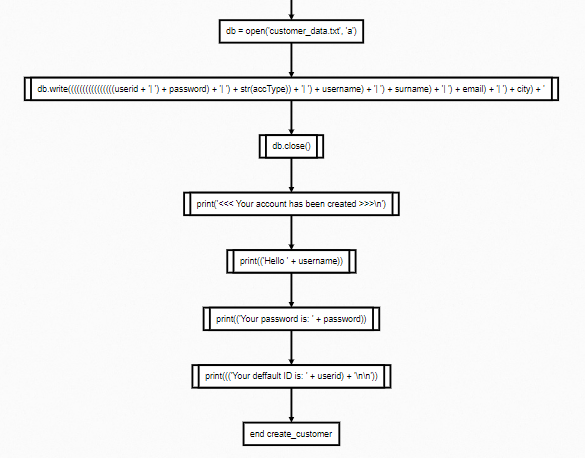 db = open('customer_data.txt', 'a')
db.write((((((((((((((((userid + '| ') + password) + '| ') + str(accType)) + '| ') + username) + '| ') + surname) + '| ') + email) + '| ') + city) + '
db.close()
print('<<< Your account has been created >>>\n')
print(('Hello ' + username))
print(('Your password is: ' + password))
print((('Your deffault ID is: ' + userid) + '\n\n'))
end create_customer